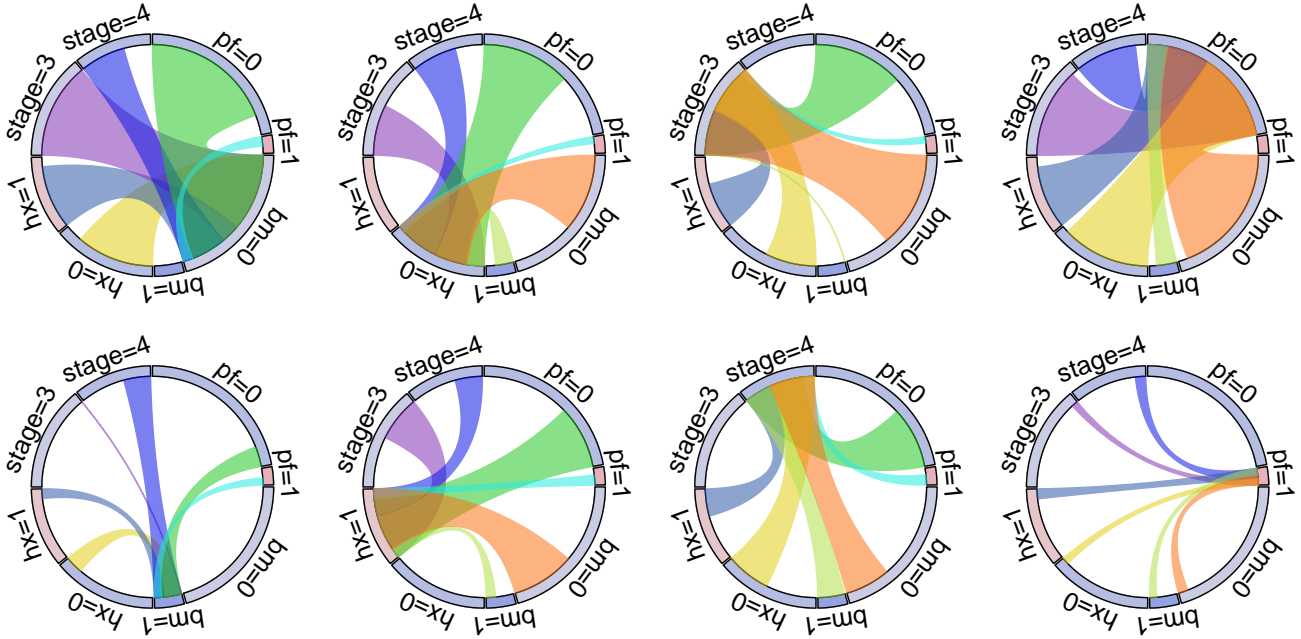 stage=4
pf=0
stage=3
pf=1
hx=1
bm=0
hx=0
bm=1
stage=4
pf=0
stage=3
pf=1
hx=1
bm=0
hx=0
bm=1
stage=4
pf=0
stage=3
pf=1
hx=1
bm=0
hx=0
bm=1
stage=4
pf=0
stage=3
pf=1
hx=1
bm=0
hx=0
bm=1
stage=4
pf=0
stage=3
pf=1
hx=1
bm=0
hx=0
bm=1
stage=4
pf=0
stage=3
pf=1
hx=1
bm=0
hx=0
bm=1
stage=4
pf=0
stage=3
pf=1
hx=1
bm=0
hx=0
bm=1
stage=4
pf=0
stage=3
pf=1
hx=1
bm=0
hx=0
bm=1